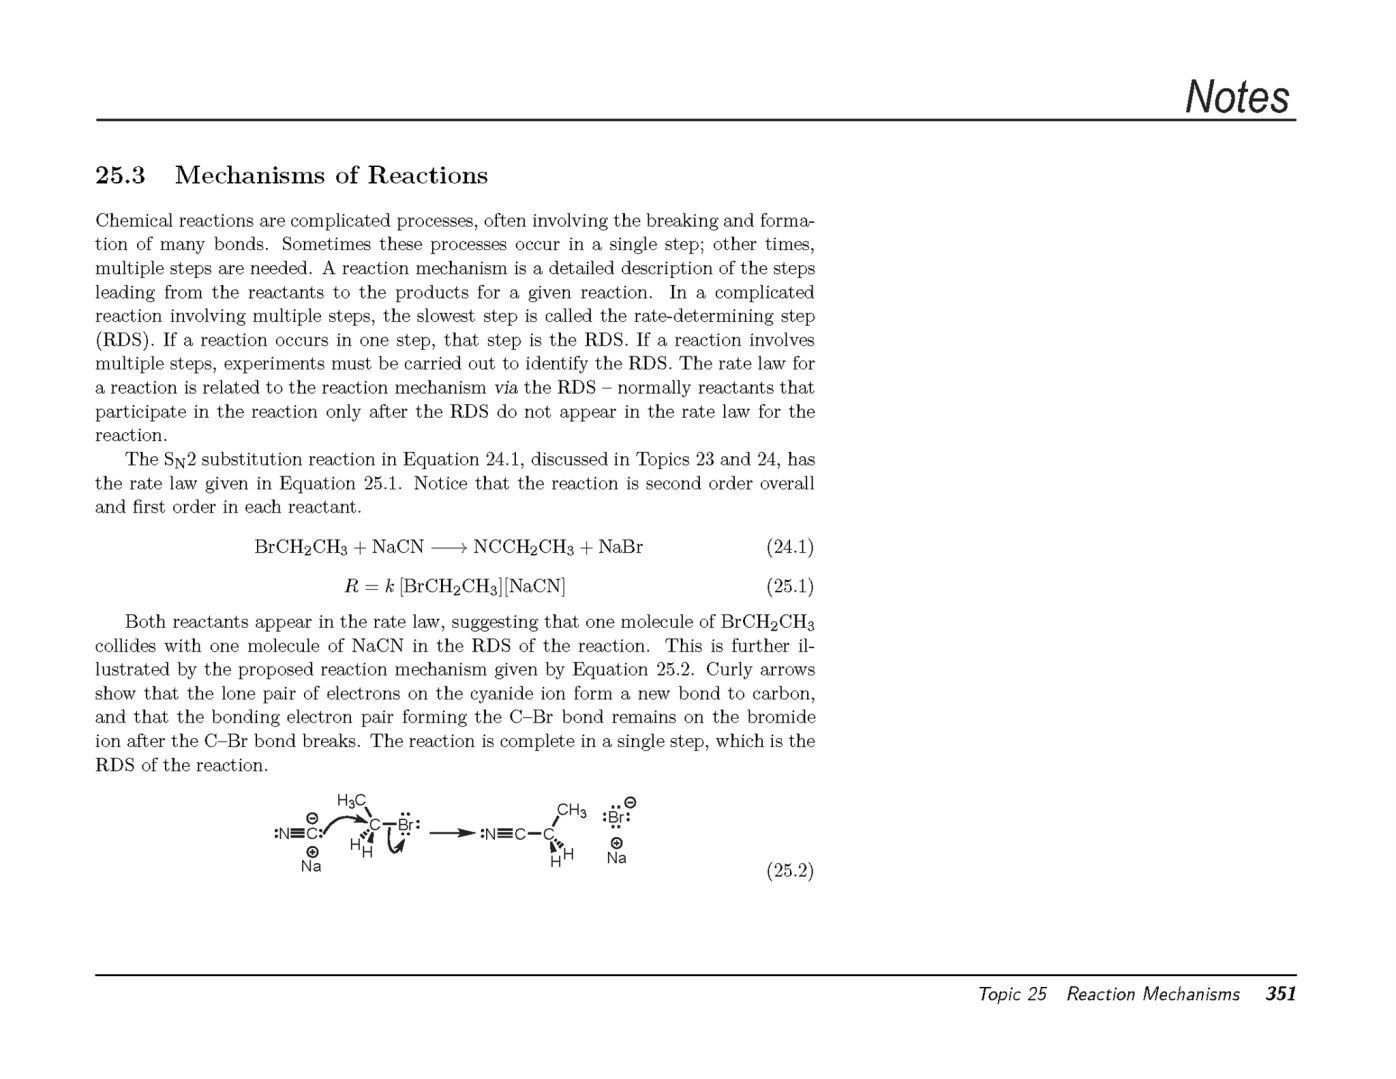 Notes
25.3 Mechanisms of Reactions
Chemical reactions are complicated processes, often involving the breaking and forma-
tion of many bonds. Sometimes these processes occur in a single step; other times,
multiple steps are needed. A reaction mechanism is a detailed description of the steps
leading from the reactants to the products for a given reaction. In a complicated
reaction involving multiple steps, the slowest step is called the rate-determining step
(RDS). If a reaction occurs in one step, that step is the RDS. If a reaction involves
multiple steps, experiments must be carried out to identify the RDS. The rate law for
a reaction is related to the reaction mechanism via the RDS – normally reactants that
participate in the reaction only after the RDS do not appear in the rate law for the
reaction.
The SN2 substitution reaction in Equation 24.1, discussed in Topics 23 and 24, has
the rate law given in Equation 25.1. Notice that the reaction is second order overall
and first order in each reactant.
BrCH2CH3 + NaCN ⟶ NCCH2CH3 + NaBr (24.1)
R = k [BrCH2CH3][NaCN] (25.1)
Both reactants appear in the rate law, suggesting that one molecule of BrCH2CH3
collides with one molecule of NaCN in the RDS of the reaction. This is further il-
lustrated by the proposed reaction mechanism given by Equation 25.2. Curly arrows
show that the lone pair of electrons on the cyanide ion form a new bond to carbon,
and that the bonding electron pair forming the C–Br bond remains on the bromide
ion after the C–Br bond breaks. The reaction is complete in a single step, which is the
RDS of the reaction.
H3C CH3
:N≡C: C–Br: :N≡C–C :Br:
H H H H
Na Na
(25.2)
Topic 25 Reaction Mechanisms 351